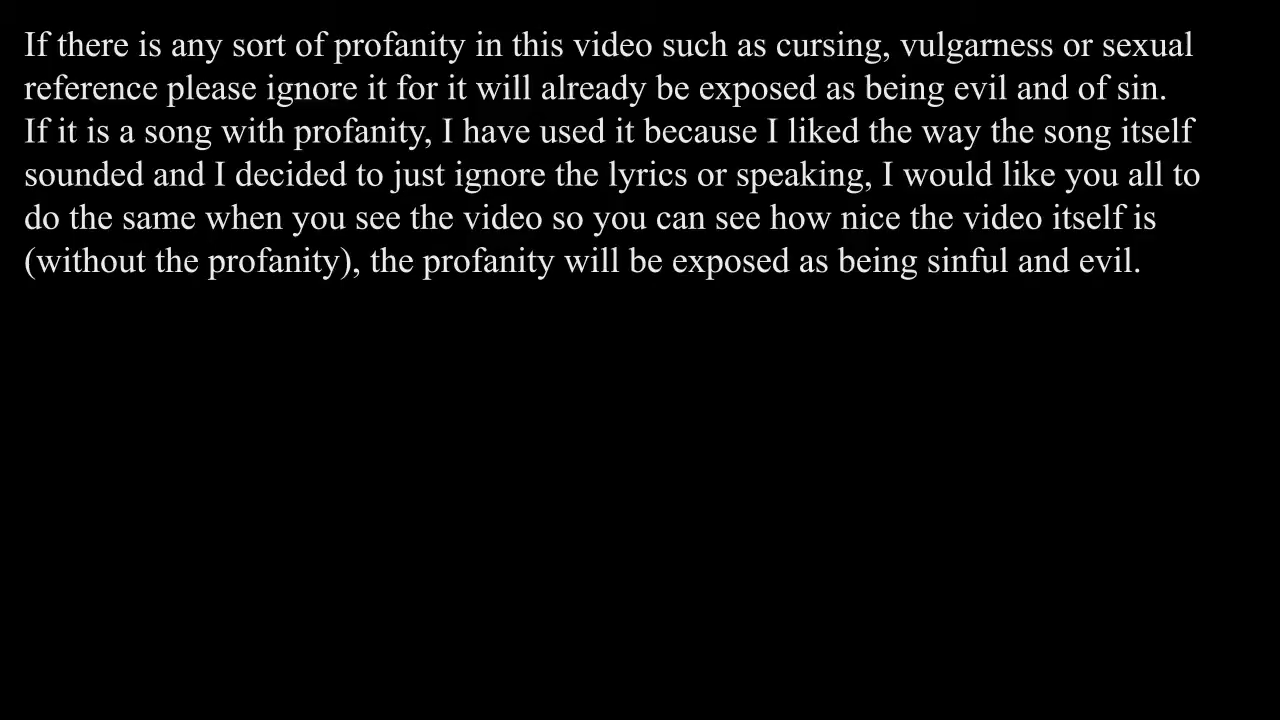 If there is any sort of profanity in this video such as cursing, vulgarness or sexual
reference please ignore it for it will already be exposed as being evil and of sin.
If it is a song with profanity, I have used it because I liked the way the song itself
sounded and I decided to just ignore the lyrics or speaking, I would like you all to
do the same when you see the video so you can see how nice the video itself is
(without the profanity), the profanity will be exposed as being sinful and evil.